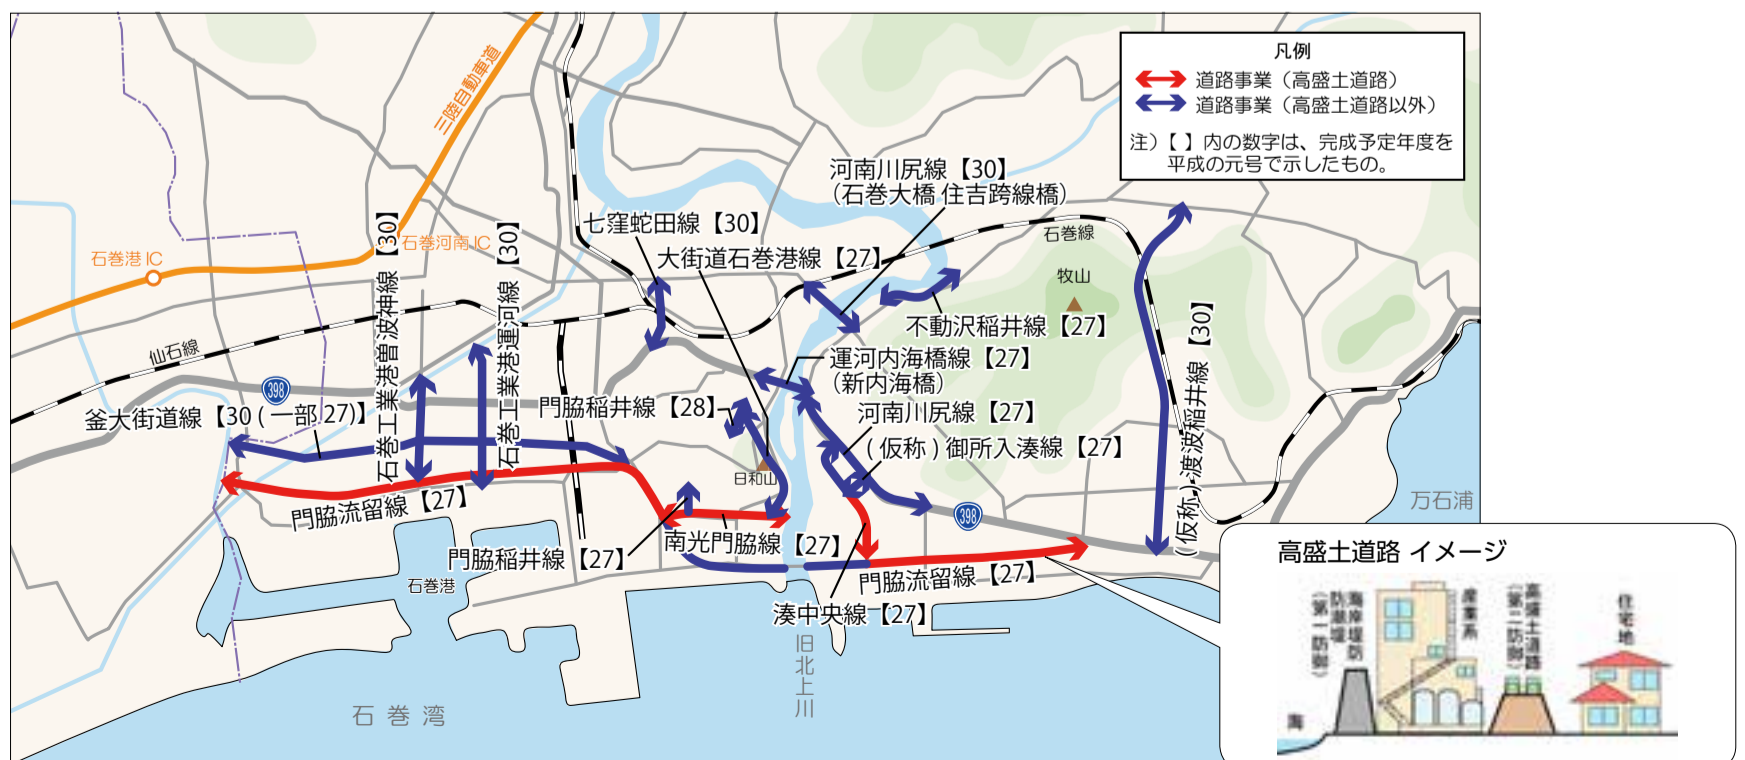 凡例
道路事業（高盛土道路）
道路事業（高盛土道路以外）
注）【 】内の数字は、完成予定年度を
平成の元号で示したもの。
三陸自動車道
石巻港 IC
石巻河南 IC
仙石線
石巻線
牧山
398
河南川尻線【30】
（石巻大橋 住吉跨線橋）
七窪蛇田線【30】
大街道石巻港線【27】
不動沢稲井線【27】
運河内海橋線【27】
（新内海橋）
門脇稲井線【28】
河南川尻線【27】
( 仮称 ) 御所入湊線【27】
釜大街道線【30 ( 一部 27)】
石巻工業港曽波神線【30】
石巻工業港運河線【30】
( 仮称 ) 渡波稲井線【30】
日和山
門脇流留線【27】
門脇稲井線【27】
南光門脇線【27】
398
門脇流留線【27】
湊中央線【27】
石巻港
石巻湾
旧北上川
万石浦
高盛土道路 イメージ
海
海岸堤防
防潮堤
（第一防御）
産業系
高盛土道路
（第二防御）
住宅地